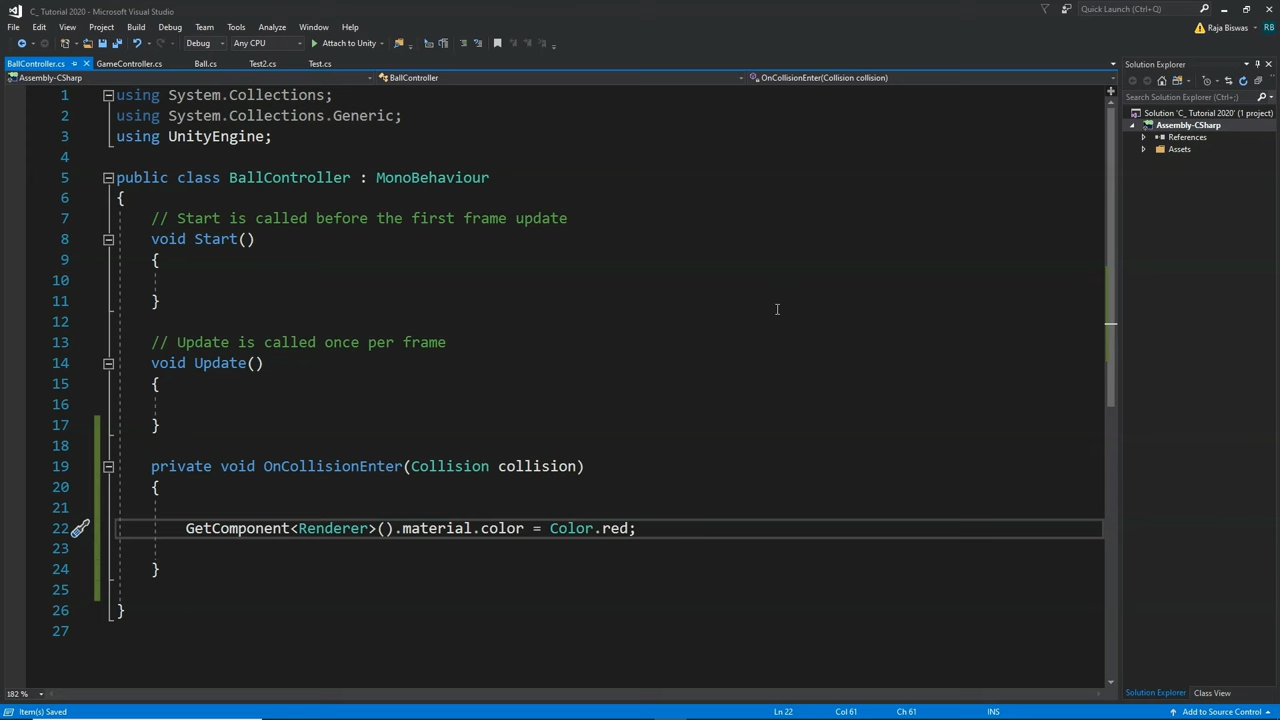 C_ Tutorial 2020 - Microsoft Visual Studio
Quick Launch (Ctrl+Q)
File Edit View Project Build Debug Team Tools Analyze Window Help
Raja Biswas RB
Debug Any CPU Attach to Unity
BallController.cs GameController.cs Ball.cs Test2.cs Test.cs
Assembly-CSharp BallController OnCollisionEnter(Collision collision)
Solution Explorer
Search Solution Explorer (Ctrl+;)
Solution 'C_ Tutorial 2020' (1 project)
Assembly-CSharp
References
Assets
1 using System.Collections;
2 using System.Collections.Generic;
3 using UnityEngine;
4
5 public class BallController : MonoBehaviour
6 {
7 // Start is called before the first frame update
8 void Start()
9 {
10
11 }
12
13 // Update is called once per frame
14 void Update()
15 {
16
17 }
18
19 private void OnCollisionEnter(Collision collision)
20 {
21
22 GetComponent<Renderer>().material.color = Color.red;
23
24 }
25
26 }
27
182 %
Solution Explorer Class View
Item(s) Saved Ln 22 Col 61 Ch 61 INS Add to Source Control